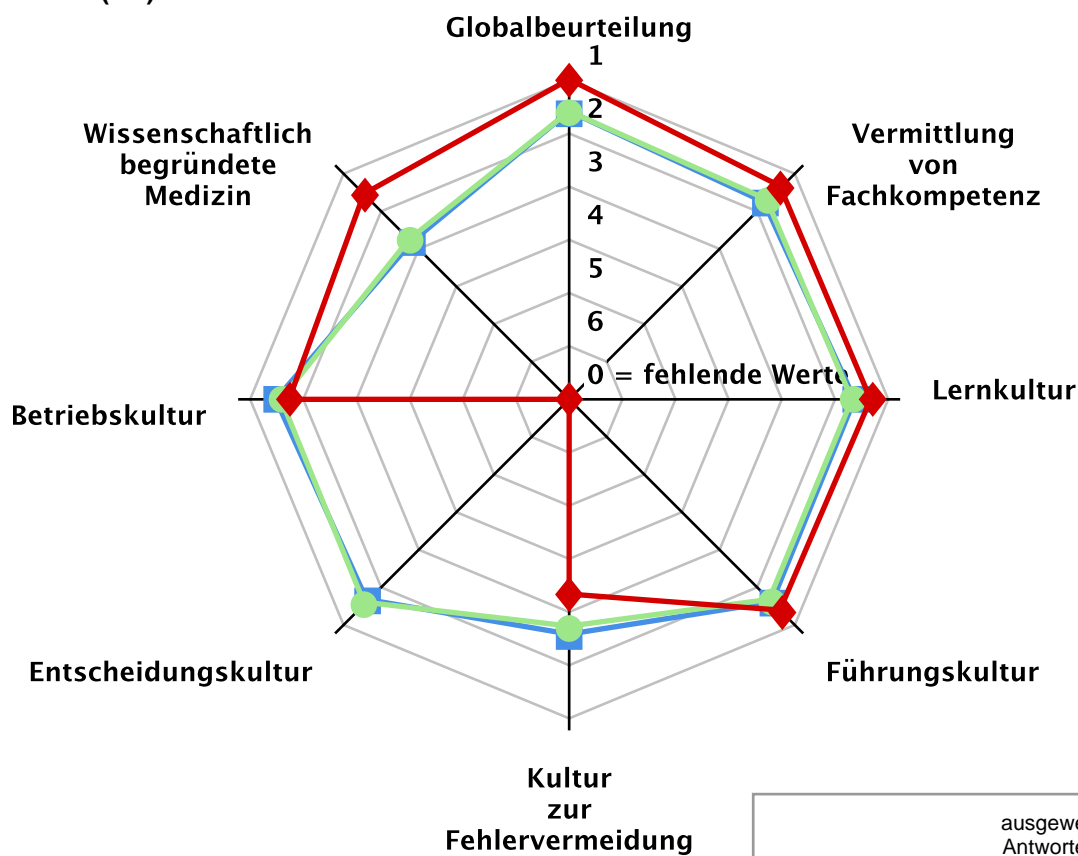 Globalbeurteilung
1
2
3
4
5
6
0 = fehlende Werte
Vermittlung
von
Fachkompetenz
Lernkultur
Führungskultur
Kultur
zur
Fehlervermeidung
Entscheidungskultur
Betriebskultur
Wissenschaftlich
begründete
Medizin